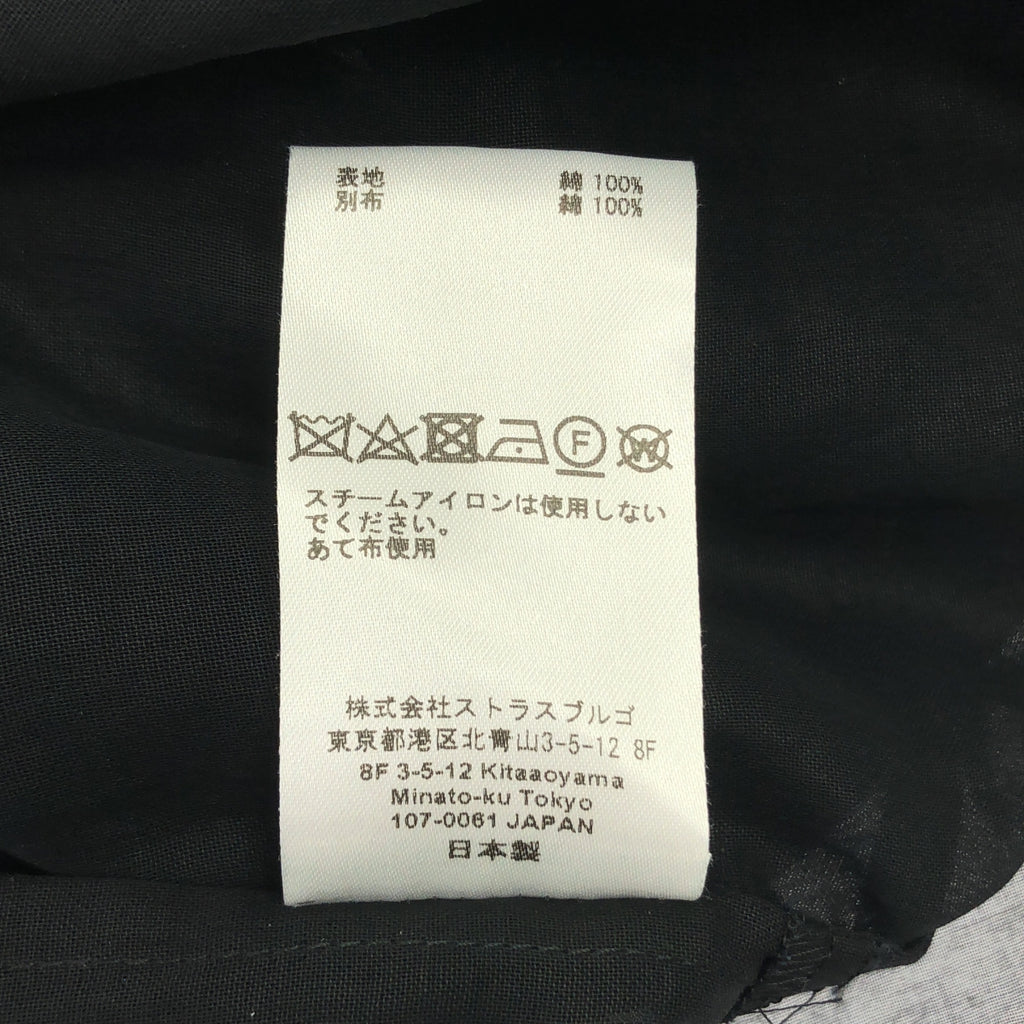 表地 綿 100%
別布 綿 100%
F W
スチームアイロンは使用しない
でください。
あて布使用
株式会社ストラスブルゴ
東京都港区北青山3-5-12 8F
8F 3-5-12 Kitaaoyama
Minato-ku Tokyo
107-0061 JAPAN
日本製